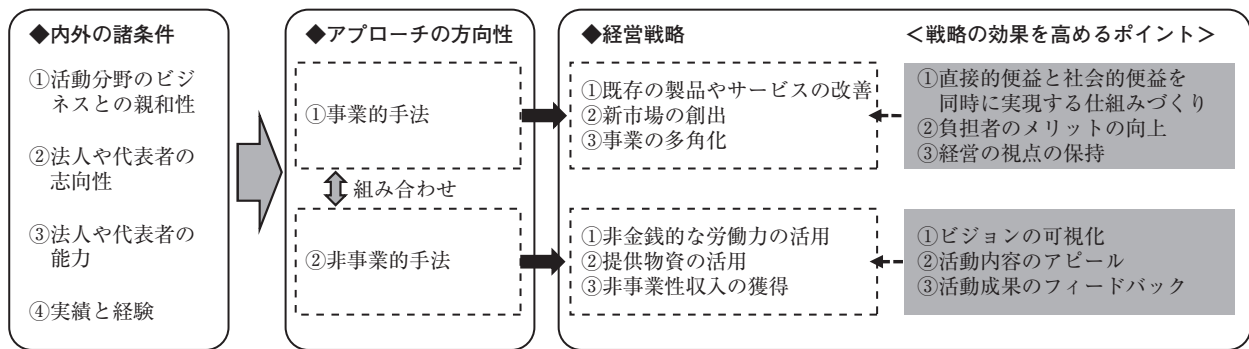 ◆内外の諸条件
①活動分野のビジ
ネスとの親和性
②法人や代表者の
志向性
③法人や代表者の
能力
④実績と経験
◆アプローチの方向性
①事業的手法
組み合わせ
②非事業的手法
◆経営戦略
①既存の製品やサービスの改善
②新市場の創出
③事業の多角化
①非金銭的な労働力の活用
②提供物資の活用
③非事業性収入の獲得
＜戦略の効果を高めるポイント＞
①直接的便益と社会的便益を
同時に実現する仕組みづくり
②負担者のメリットの向上
③経営の視点の保持
①ビジョンの可視化
②活動内容のアピール
③活動成果のフィードバック